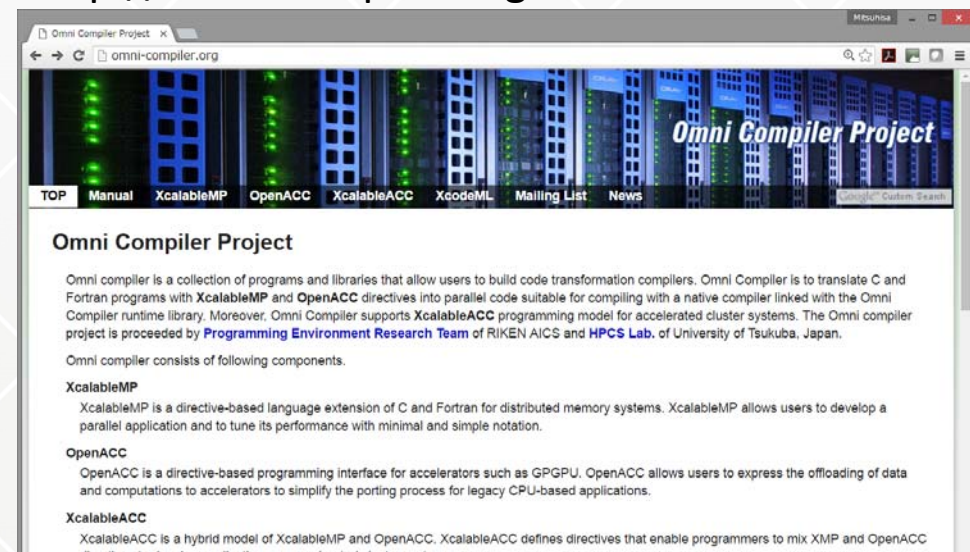 Mitsuhisa
Omni Compiler Project
omni-compiler.org
Omni Compiler Project
TOP Manual XcalableMP OpenACC XcalableACC XcodeML Mailing List News
Google™ Custom Search
Omni Compiler Project
Omni compiler is a collection of programs and libraries that allow users to build code transformation compilers. Omni Compiler is to translate C and
Fortran programs with XcalableMP and OpenACC directives into parallel code suitable for compiling with a native compiler linked with the Omni
Compiler runtime library. Moreover, Omni Compiler supports XcalableACC programming model for accelerated cluster systems. The Omni compiler
project is proceeded by Programming Environment Research Team of RIKEN AICS and HPCS Lab. of University of Tsukuba, Japan.
Omni compiler consists of following components.
XcalableMP
XcalableMP is a directive-based language extension of C and Fortran for distributed memory systems. XcalableMP allows users to develop a
parallel application and to tune its performance with minimal and simple notation.
OpenACC
OpenACC is a directive-based programming interface for accelerators such as GPGPU. OpenACC allows users to express the offloading of data
and computations to accelerators to simplify the porting process for legacy CPU-based applications.
XcalableACC
XcalableACC is a hybrid model of XcalableMP and OpenACC. XcalableACC defines directives that enable programmers to mix XMP and OpenACC